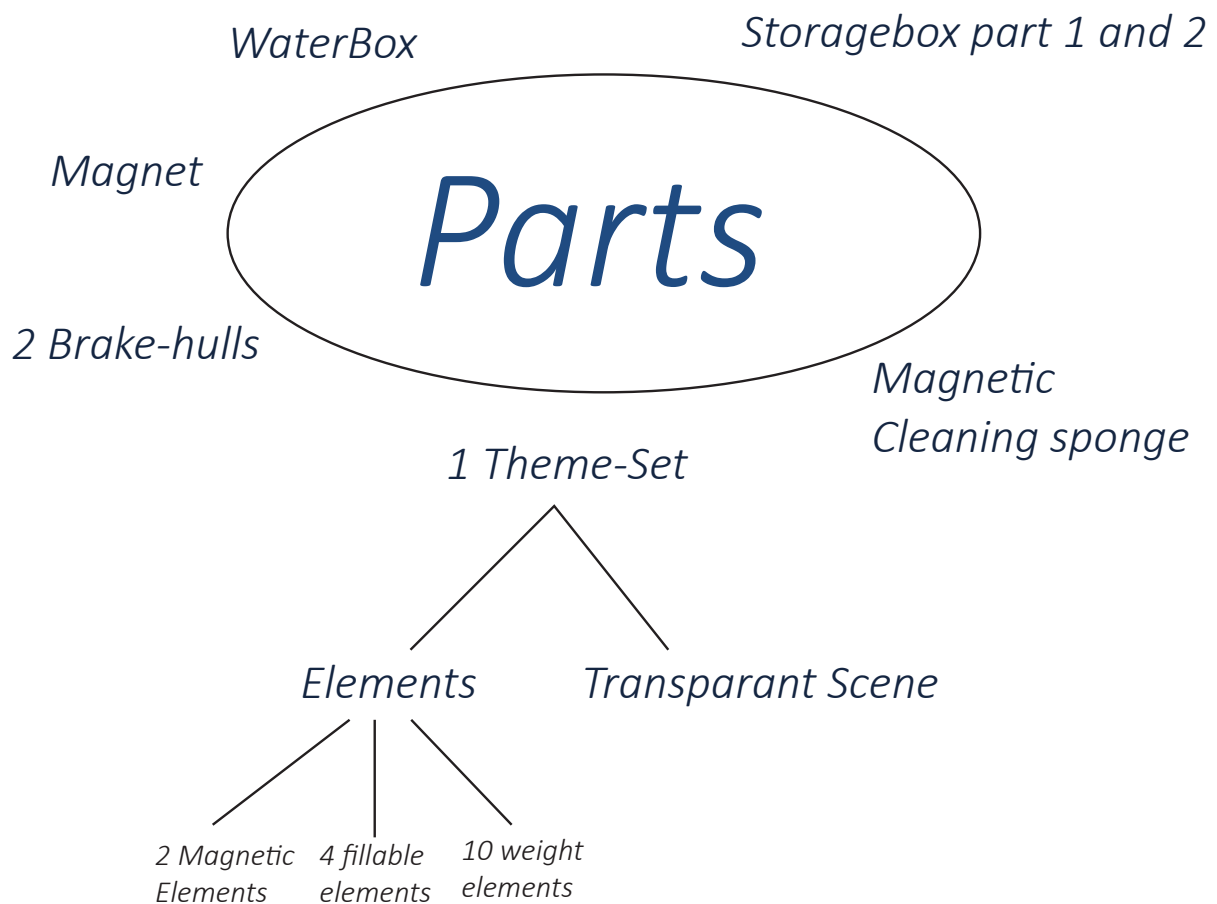 WaterBox
Storagebox part 1 and 2
Magnet
Parts
2 Brake-hulls
Magnetic
Cleaning sponge
1 Theme-Set
Elements
Transparant Scene
2 Magnetic
Elements
4 fillable
elements
10 weight
elements